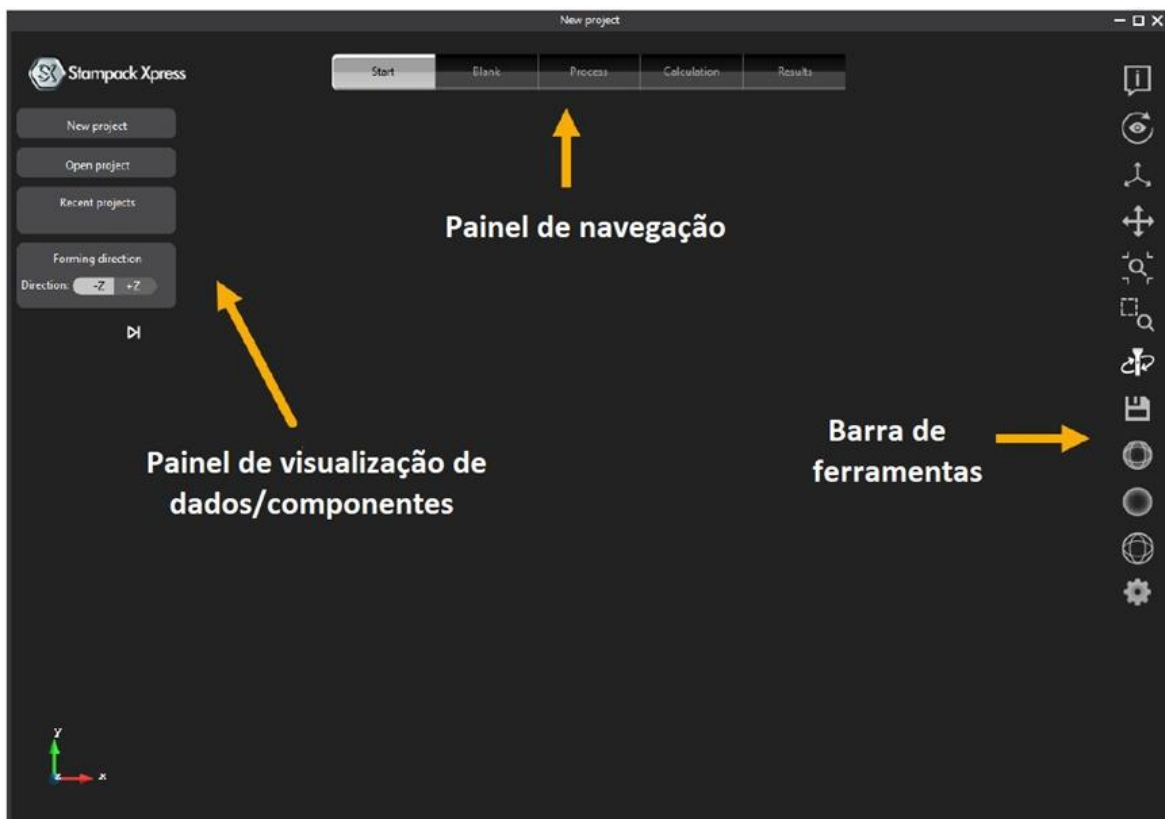 New project
Stampack Xpress
Start Blank Process Calculation Results
New project
Open project
Recent projects
Forming direction
Direction: -Z +Z
Painel de navegação
Painel de visualização de
dados/componentes
Barra de
ferramentas
y
z x